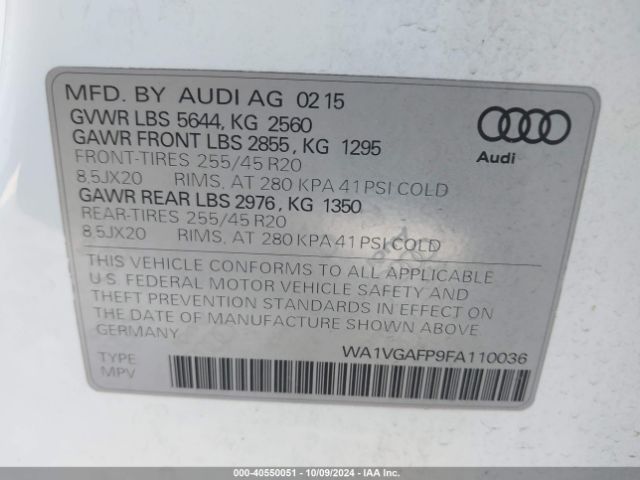 MFD. BY AUDI AG 02 15
GVWR LBS 5644, KG 2560
GAWR FRONT LBS 2855, KG 1295
FRONT-TIRES 255/45 R20
8,5JX20 RIMS, AT 280 KPA 41 PSI COLD
GAWR REAR LBS 2976, KG 1350
REAR-TIRES 255/45 R20
8,5JX20 RIMS, AT 280 KPA 41 PSI COLD
Audi
THIS VEHICLE CONFORMS TO ALL APPLICABLE
U.S. FEDERAL MOTOR VEHICLE SAFETY AND
THEFT PREVENTION STANDARDS IN EFFECT ON
THE DATE OF MANUFACTURE SHOWN ABOVE.
GERMANY
WA1VGAFP9FA110036
TYPE
MPV
000-40550051 - 10/09/2024 - IAAI.COM